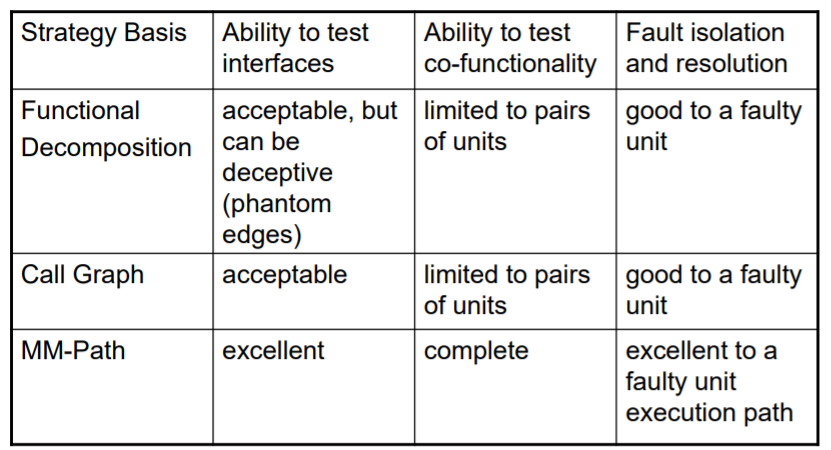 Strategy Basis
Ability to test
interfaces
Ability to test
co-functionality
Fault isolation
and resolution
Functional
Decomposition
acceptable, but
can be
deceptive
(phantom
edges)
limited to pairs
of units
good to a faulty
unit
Call Graph
acceptable
limited to pairs
of units
good to a faulty
unit
MM-Path
excellent
complete
excellent to a
faulty unit
execution path